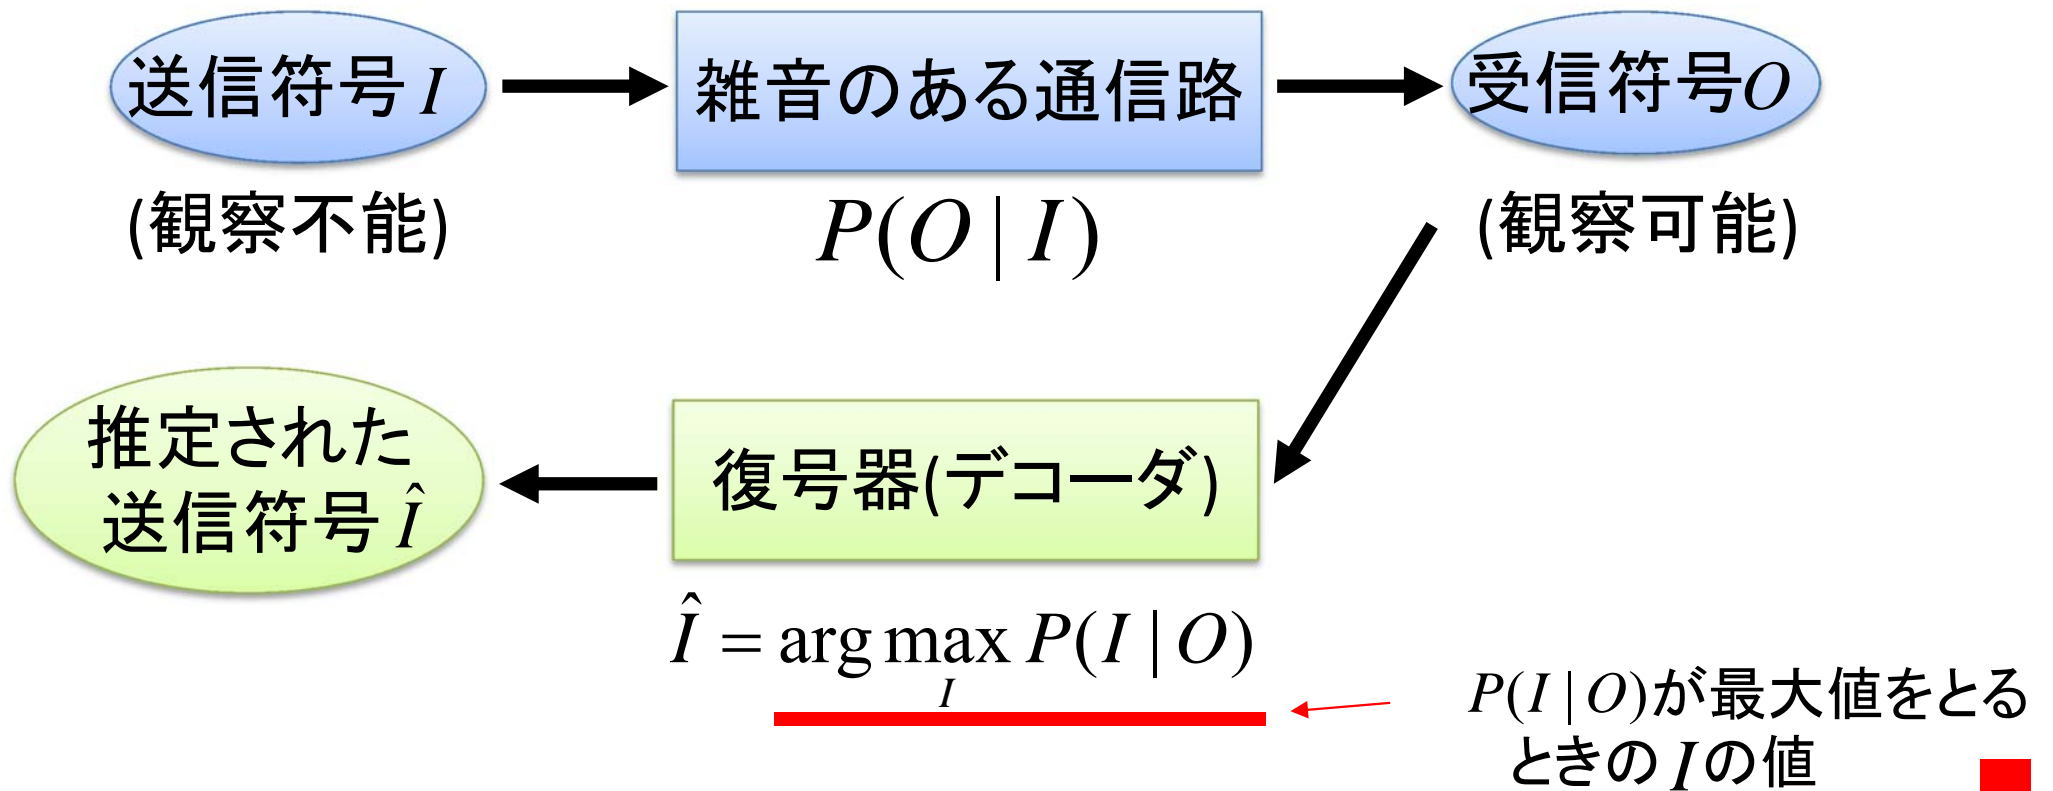 送信符号 I
雑音のある通信路
受信符号O
(観察不能)
P(O | I)
(観察可能)
推定された
送信符号 Î
復号器(デコーダ)
Î = arg max P(I | O)
I
P(I | O)が最大値をとる
ときの I の値